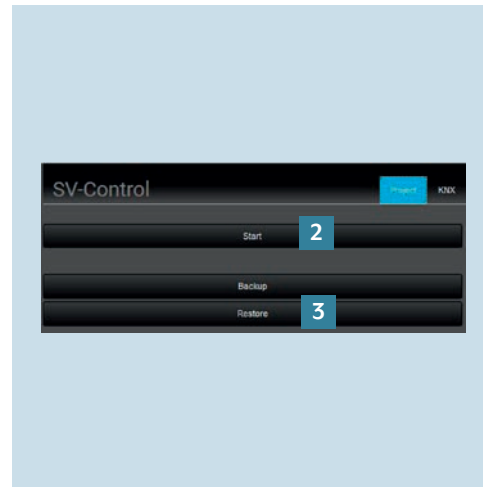 SV-Control
Project KNX
Start 2
Backup
Restore 3